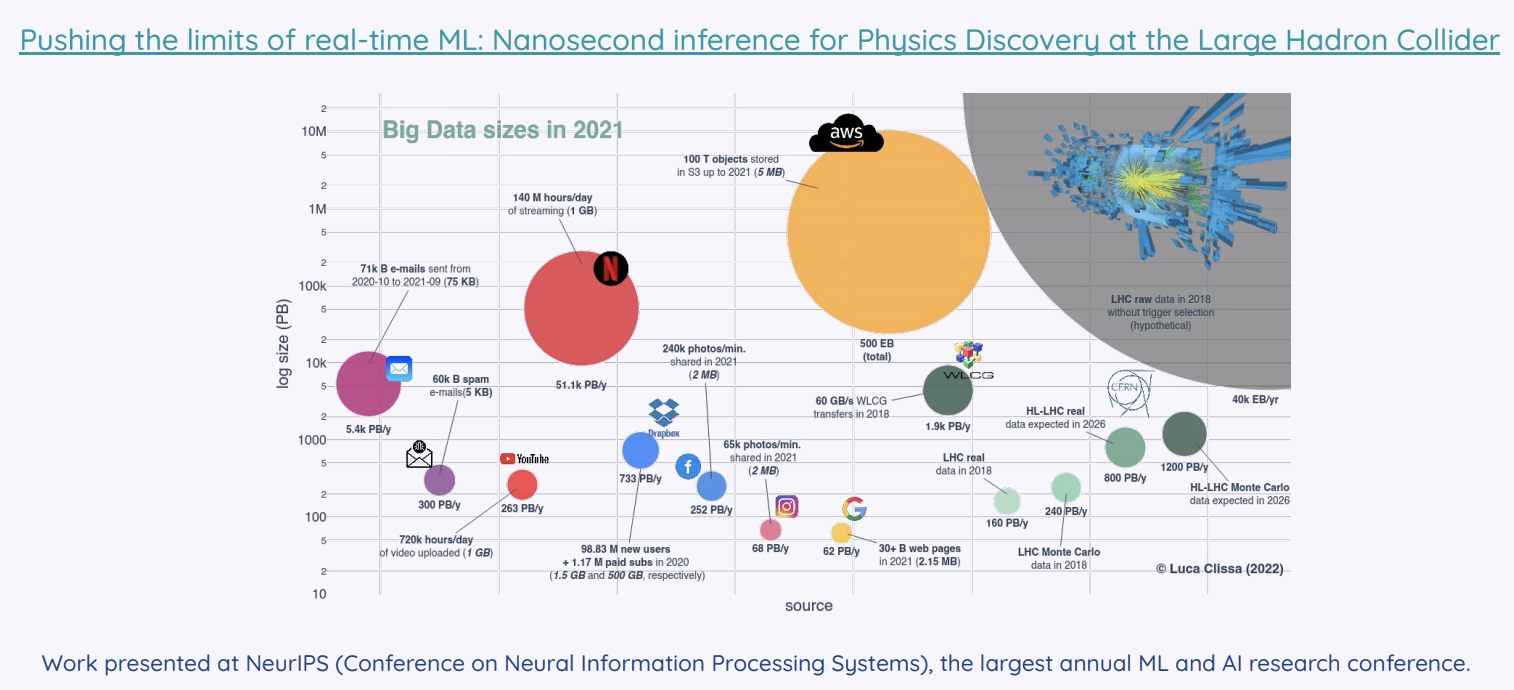 Pushing the limits of real-time ML: Nanosecond inference for Physics Discovery at the Large Hadron Collider
Big Data sizes in 2021
log size (PB)
2
10M
5
2
1M
5
2
100k
5
2
10k
5
2
1000
5
2
100
5
2
10
aws
100 T objects stored
in S3 up to 2021 (5 MB)
500 EB
(total)
140 M hours/day
of streaming (1 GB)
N
51.1k PB/y
71k B e-mails sent from
2020-10 to 2021-09 (75 KB)
5.4k PB/y
60k B spam
e-mails(5 KB)
300 PB/y
YouTube
263 PB/y
720k hours/day
of video uploaded (1 GB)
240k photos/min.
shared in 2021
(2 MB)
Dropbox
733 PB/y
f
252 PB/y
98.83 M new users
+ 1.17 M paid subs in 2020
(1.5 GB and 500 GB, respectively)
65k photos/min.
shared in 2021
(2 MB)
68 PB/y
G
62 PB/y
30+ B web pages
in 2021 (2.15 MB)
WLCG
60 GB/s WLCG
transfers in 2018
1.9k PB/y
LHC raw data in 2018
without trigger selection
(hypothetical)
40k EB/yr
CERN
HL-LHC real
data expected in 2026
800 PB/y
LHC real
data in 2018
160 PB/y
240 PB/y
LHC Monte Carlo
data in 2018
1200 PB/y
HL-LHC Monte Carlo
data expected in 2026
© Luca Clissa (2022)
source
Work presented at NeurIPS (Conference on Neural Information Processing Systems), the largest annual ML and AI research conference.